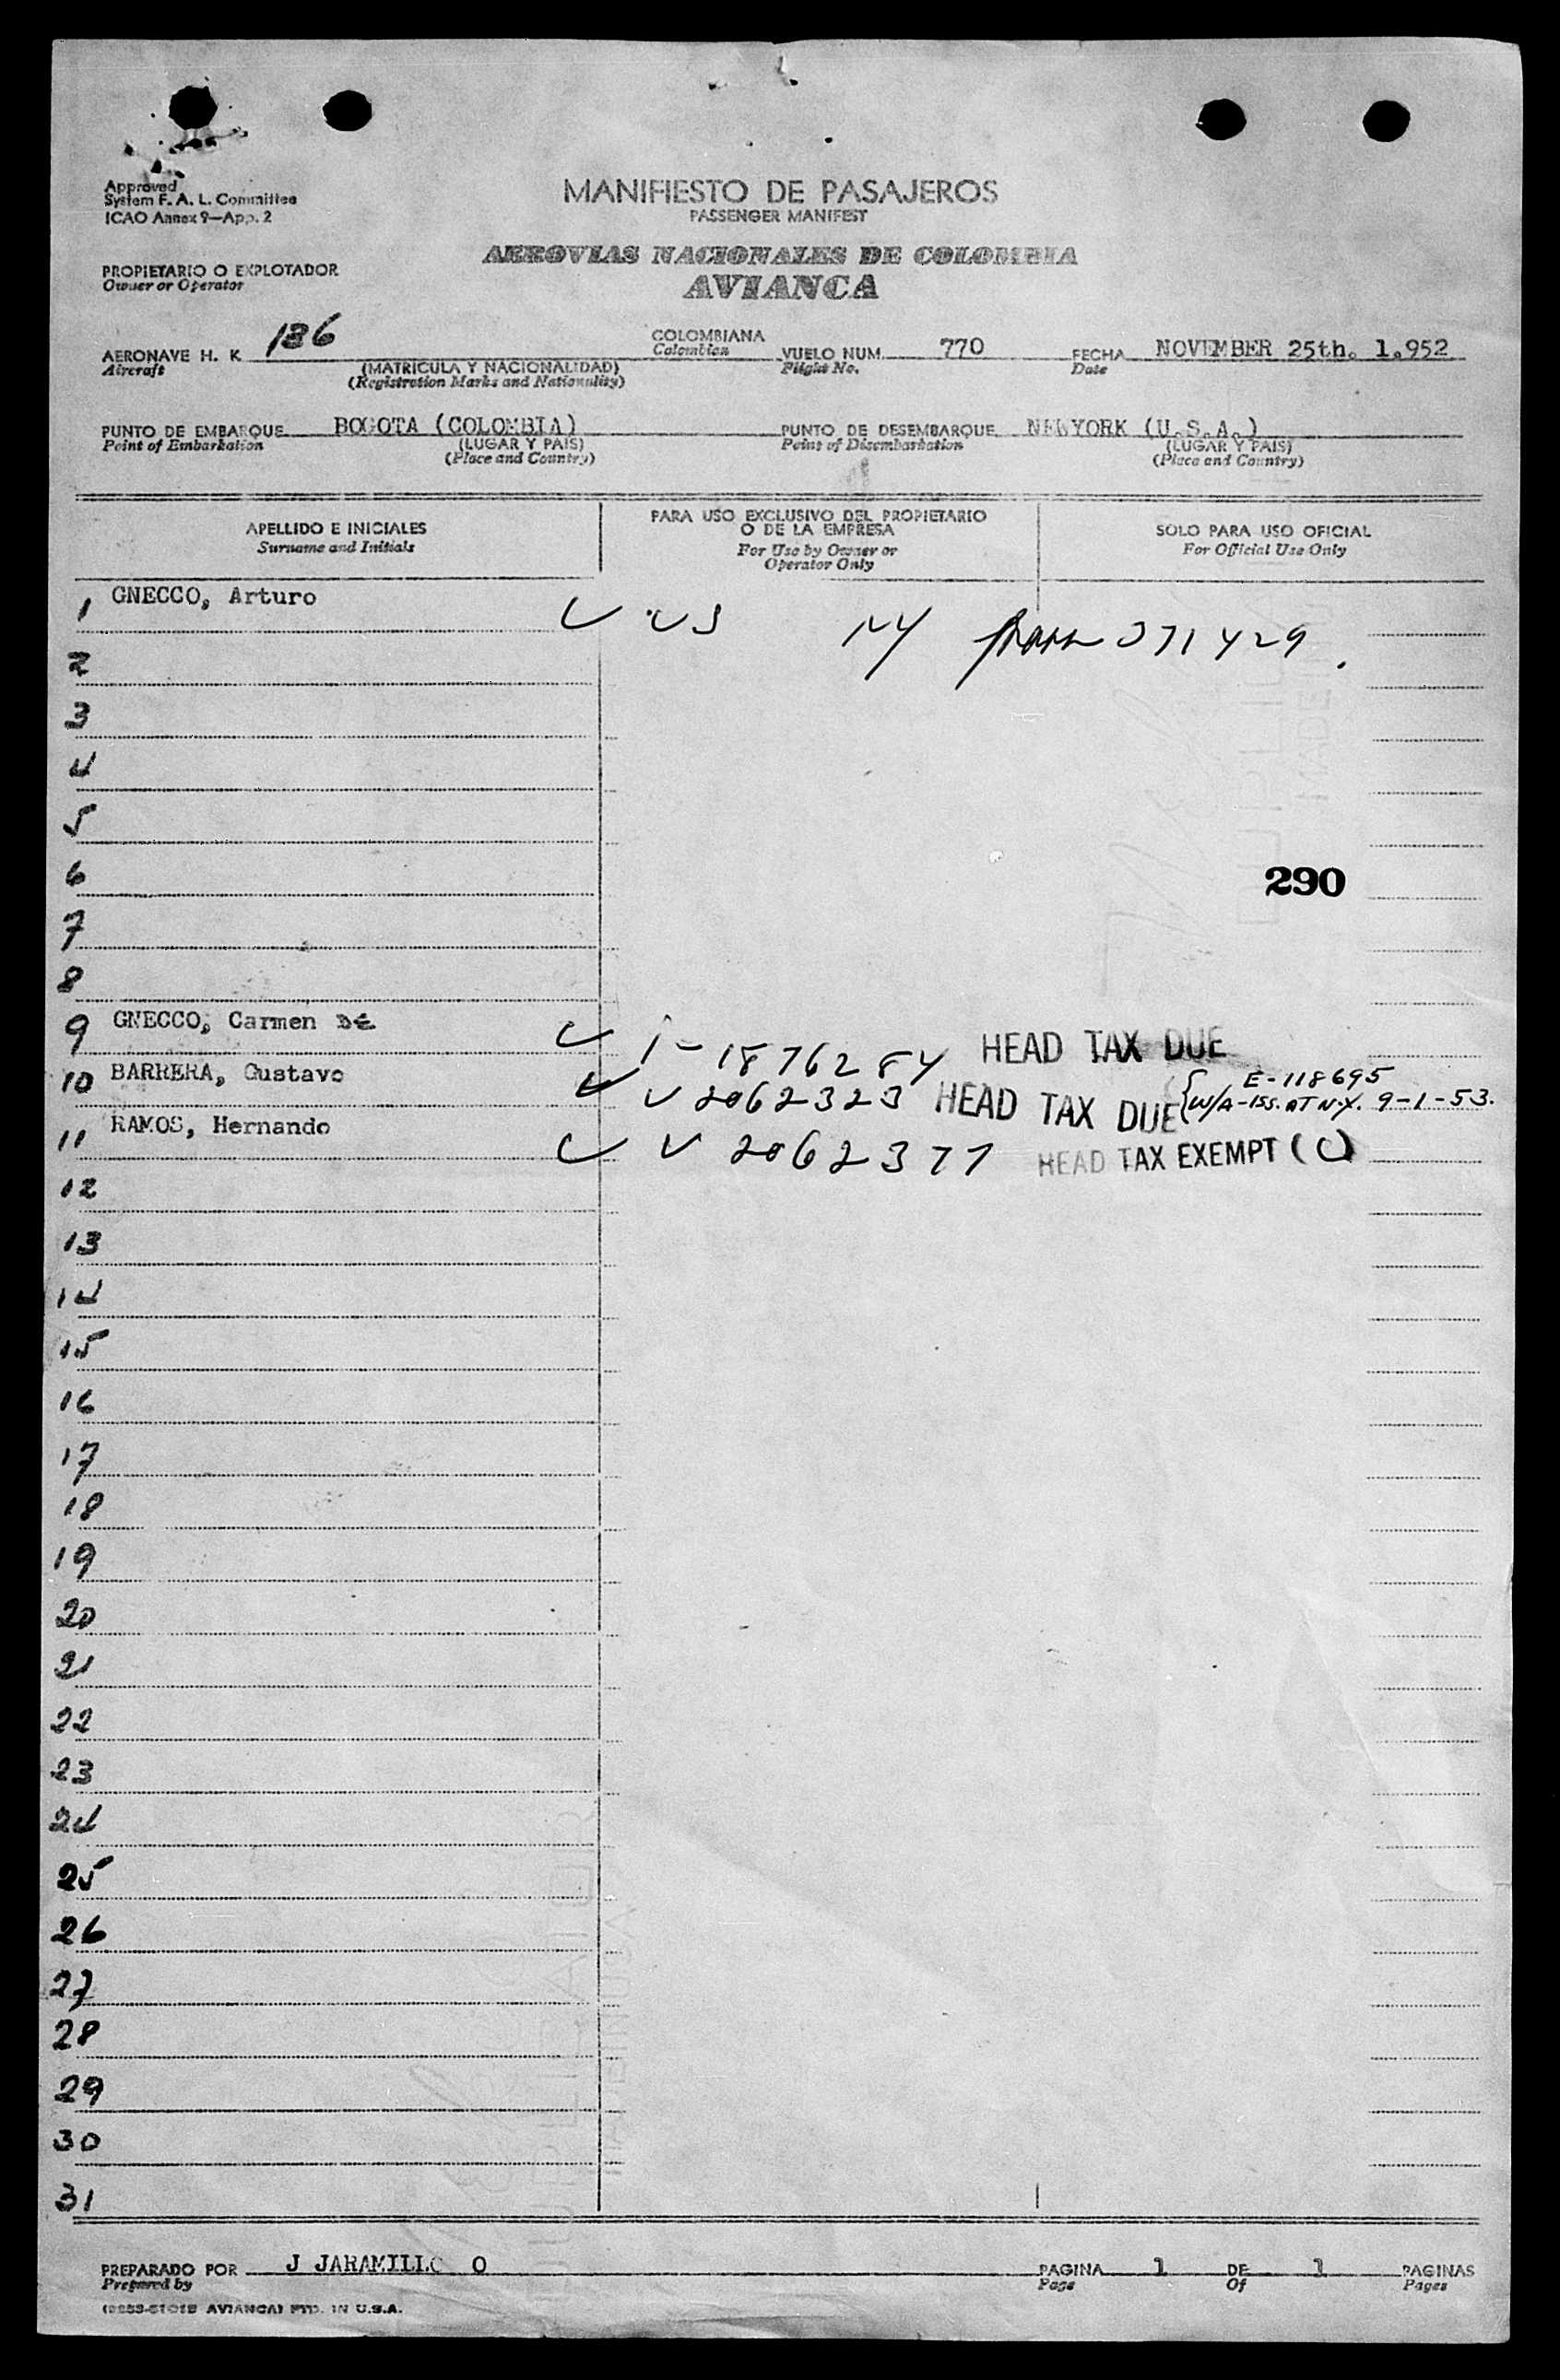 Approved
System F. A. L. Committee
ICAO Annex 9—App. 2
MANIFIESTO DE PASAJEROS
PASSENGER MANIFEST
AEROVIAS NACIONALES DE COLOMBIA
AVIANCA
PROPIETARIO O EXPLOTADOR
Owner or Operator
AERONAVE H. K 136 COLOMBIANA VUELO NUM. 770 FECHA NOVEMBER 25th. 1.952
Aircraft (MATRICULA Y NACIONALIDAD) Colombian Flight No. Date
(Registration Marks and Nationality)
PUNTO DE EMBARQUE BOGOTA (COLOMBIA) PUNTO DE DESEMBARQUE NEWYORK (U.S.A.)
Point of Embarkation (LUGAR Y PAIS) Point of Disembarkation (LUGAR Y PAIS)
(Place and Country) (Place and Country)
APELLIDO E INICIALES
Surname and Initials
PARA USO EXCLUSIVO DEL PROPIETARIO
O DE LA EMPRESA
For Use by Owner or
Operator Only
SOLO PARA USO OFICIAL
For Official Use Only
1 GNECCO, Arturo US NY 371429
2
3
4
5
6 290
7
8
9 GNECCO, Carmen DE 1-1876284 HEAD TAX DUE
10 BARRERA, Gustavo V 2062323 HEAD TAX DUE { E-118695
W/A-ISS. AT N.Y. 9-1-53.
11 RAMOS, Hernando V 2062377 HEAD TAX EXEMPT (C)
12
13
14
15
16
17
18
19
20
21
22
23
24
25
26
27
28
29
30
31
PREPARADO POR J JARAMILLO O PAGINA 1 DE 1 PAGINAS
Prepared by Page Of Pages
AVIANCA) PTD. IN U.S.A.